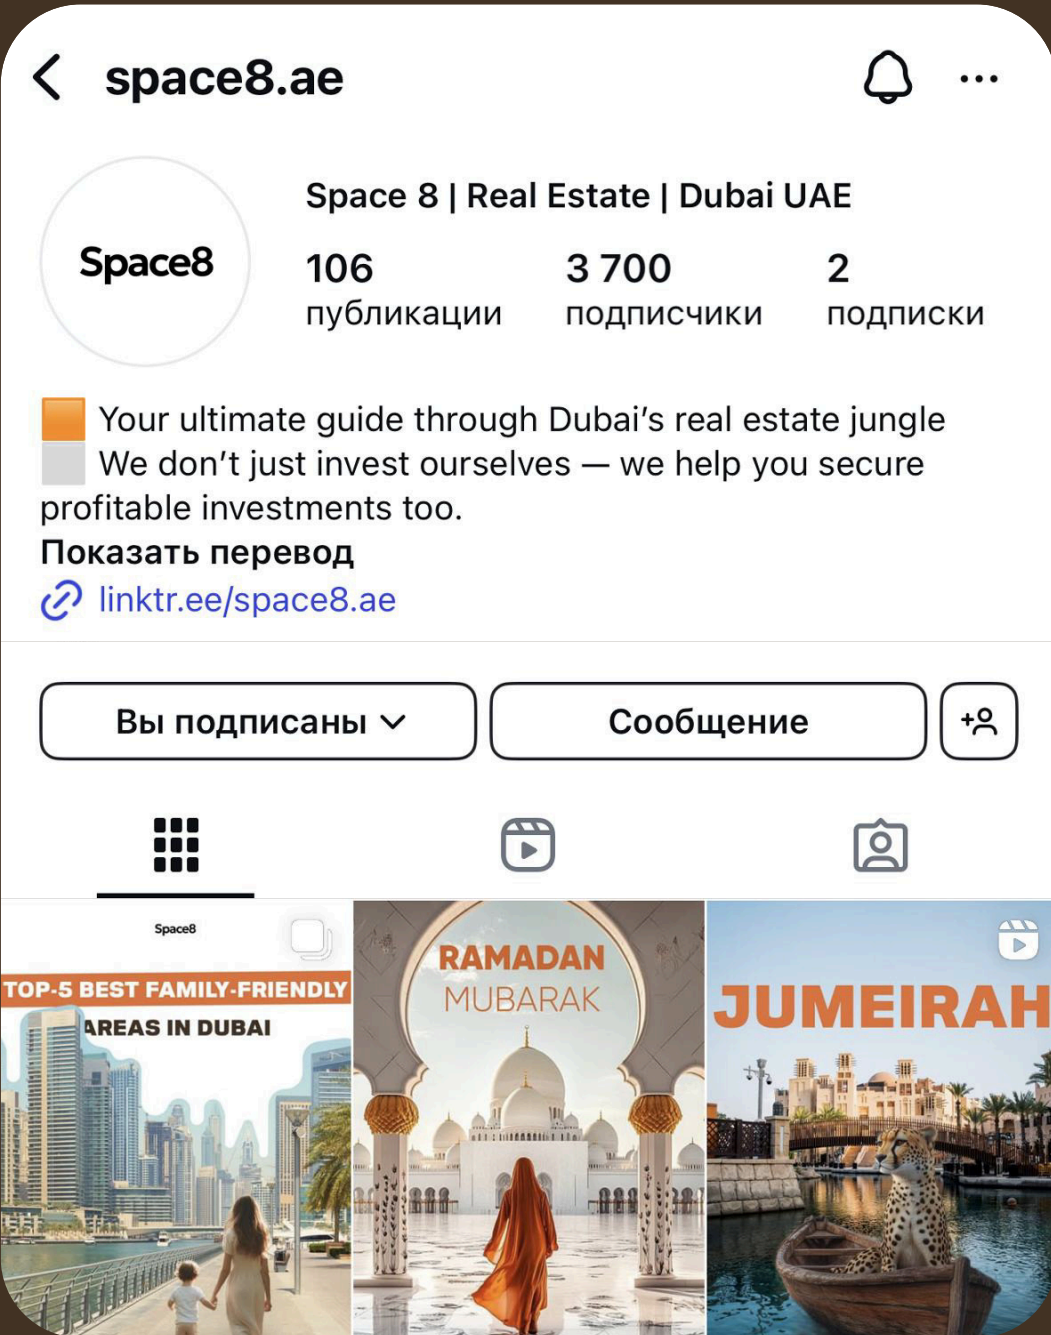 space8.ae
Space8
Space 8 | Real Estate | Dubai UAE
106
публикации
3 700
подписчики
2
подписки
🟧 Your ultimate guide through Dubai’s real estate jungle
⬜ We don’t just invest ourselves — we help you secure
profitable investments too.
Показать перевод
linktr.ee/space8.ae
Вы подписаны
Сообщение
Space8
TOP-5 BEST FAMILY-FRIENDLY
AREAS IN DUBAI
RAMADAN
MUBARAK
JUMEIRAH